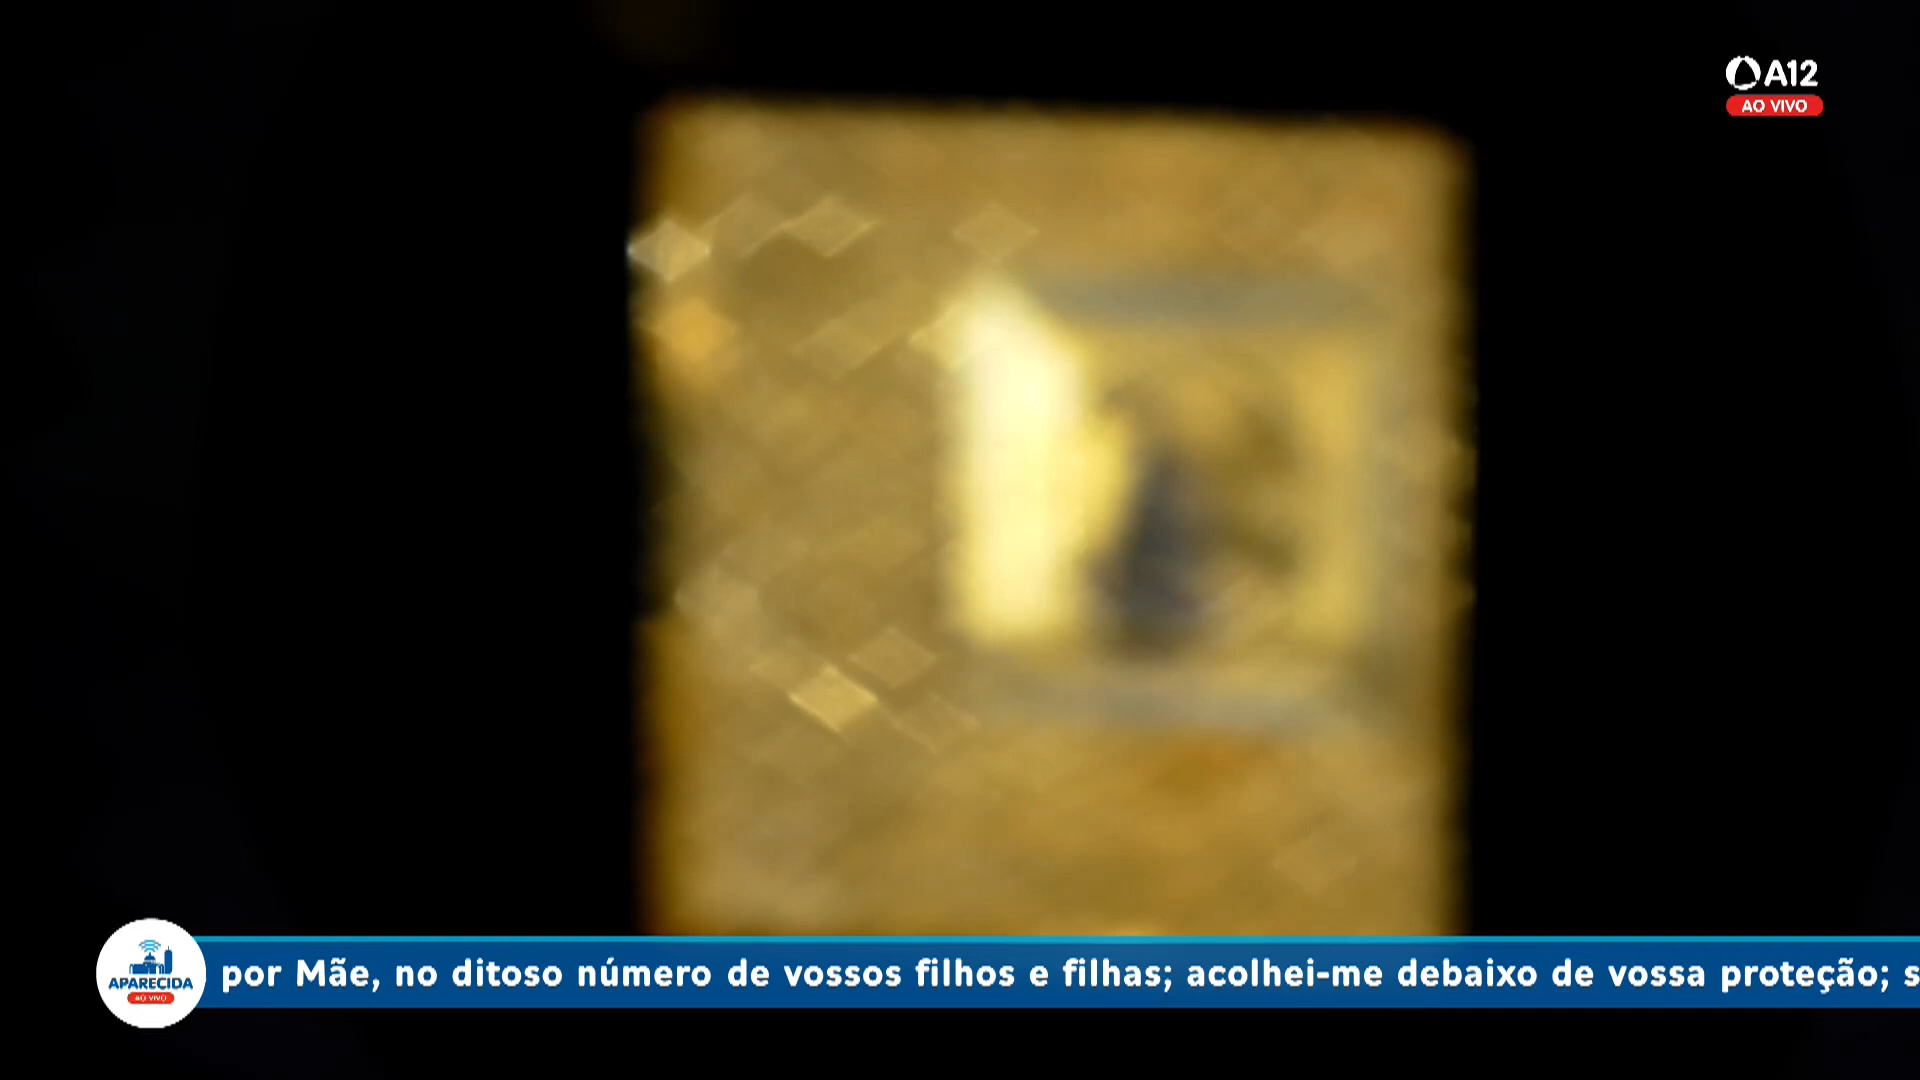 A12
AO VIVO
por Mãe, no ditoso número de vossos filhos e filhas; acolhei-me debaixo de vossa proteção; s
APARECIDA
AO VIVO